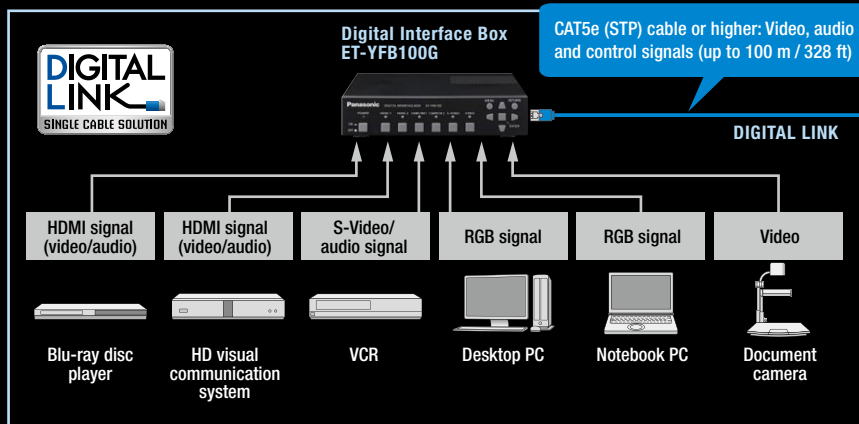 Digital Interface Box
ET-YFB100G
CAT5e (STP) cable or higher: Video, audio
and control signals (up to 100 m / 328 ft)
DIGITAL
LINK
SINGLE CABLE SOLUTION
Panasonic
MENU
RETURN
ENTER
DIGITAL LINK
HDMI signal
(video/audio)
HDMI signal
(video/audio)
S-Video/
audio signal
RGB signal
RGB signal
Video
Blu-ray disc
player
HD visual
communication
system
VCR
Desktop PC
Notebook PC
Document
camera